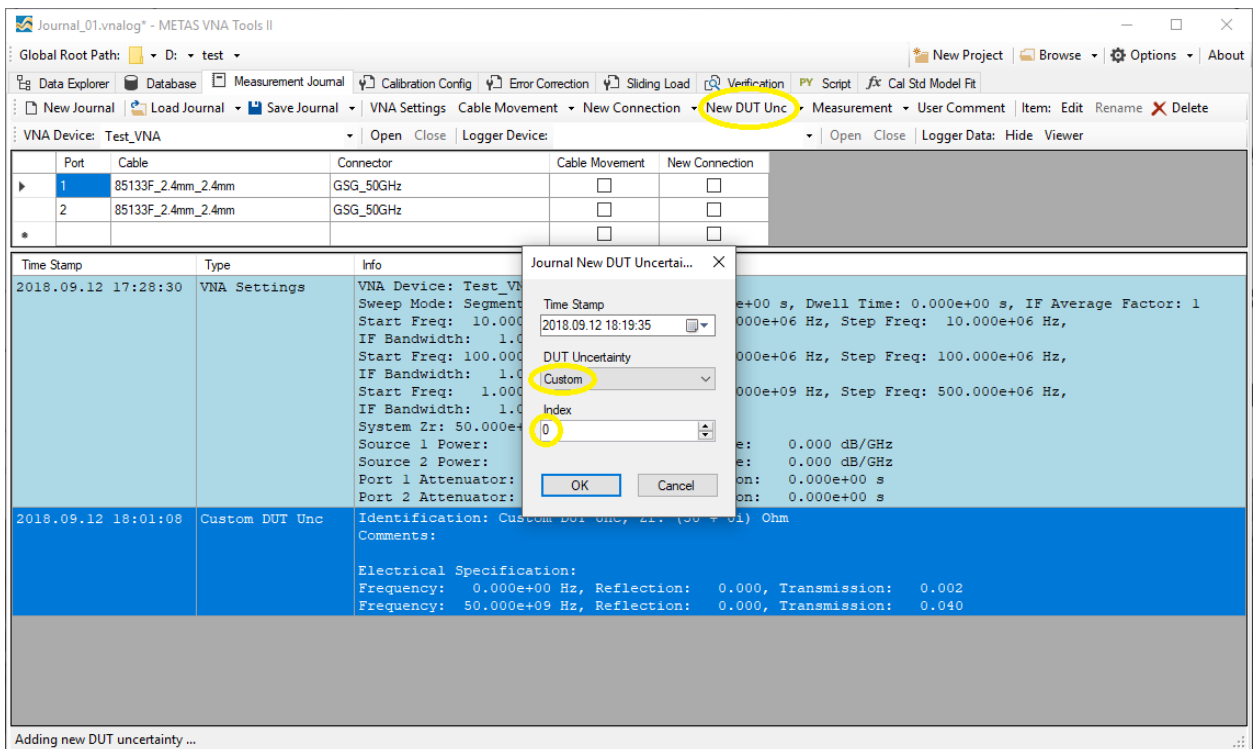 Journal_01.vnalog* - METAS VNA Tools II
Global Root Path: D: test New Project Browse Options About
Data Explorer Database Measurement Journal Calibration Config Error Correction Sliding Load Verification PY Script fx Cal Std Model Fit
New Journal Load Journal Save Journal VNA Settings Cable Movement New Connection New DUT Unc Measurement User Comment Item: Edit Rename Delete
VNA Device: Test_VNA Open Close Logger Device: Open Close Logger Data: Hide Viewer
Port Cable Connector Cable Movement New Connection
1 85133F_2.4mm_2.4mm GSG_50GHz
2 85133F_2.4mm_2.4mm GSG_50GHz
Journal New DUT Uncertai...
Time Stamp
2018.09.12 18:19:35
DUT Uncertainty
Custom
Index
0
OK Cancel
Time Stamp Type Info
2018.09.12 17:28:30 VNA Settings VNA Device: Test_VN
Sweep Mode: Segment e+00 s, Dwell Time: 0.000e+00 s, IF Average Factor: 1
Start Freq: 10.000 000e+06 Hz, Step Freq: 10.000e+06 Hz,
IF Bandwidth: 1.0
Start Freq: 100.000 000e+06 Hz, Step Freq: 100.000e+06 Hz,
IF Bandwidth: 1.0
Start Freq: 1.000 000e+09 Hz, Step Freq: 500.000e+06 Hz,
IF Bandwidth: 1.0
System Zr: 50.000e+
Source 1 Power: e: 0.000 dB/GHz
Source 2 Power: e: 0.000 dB/GHz
Port 1 Attenuator: on: 0.000e+00 s
Port 2 Attenuator: on: 0.000e+00 s
2018.09.12 18:01:08 Custom DUT Unc Identification: Custom DUT Unc, Zr: (50 + 0i) Ohm
Comments:
Electrical Specification:
Frequency: 0.000e+00 Hz, Reflection: 0.000, Transmission: 0.002
Frequency: 50.000e+09 Hz, Reflection: 0.000, Transmission: 0.040
Adding new DUT uncertainty ...